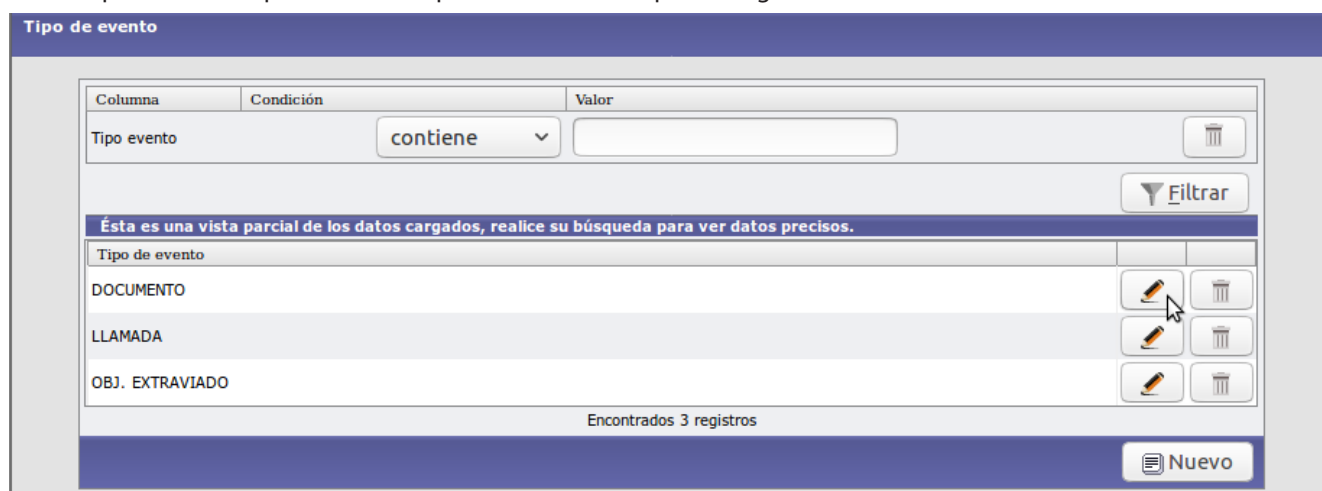 Tipo de evento
Columna Condición Valor
Tipo evento contiene
Filtrar
Ésta es una vista parcial de los datos cargados, realice su búsqueda para ver datos precisos.
Tipo de evento
DOCUMENTO
LLAMADA
OBJ. EXTRAVIADO
Encontrados 3 registros
Nuevo